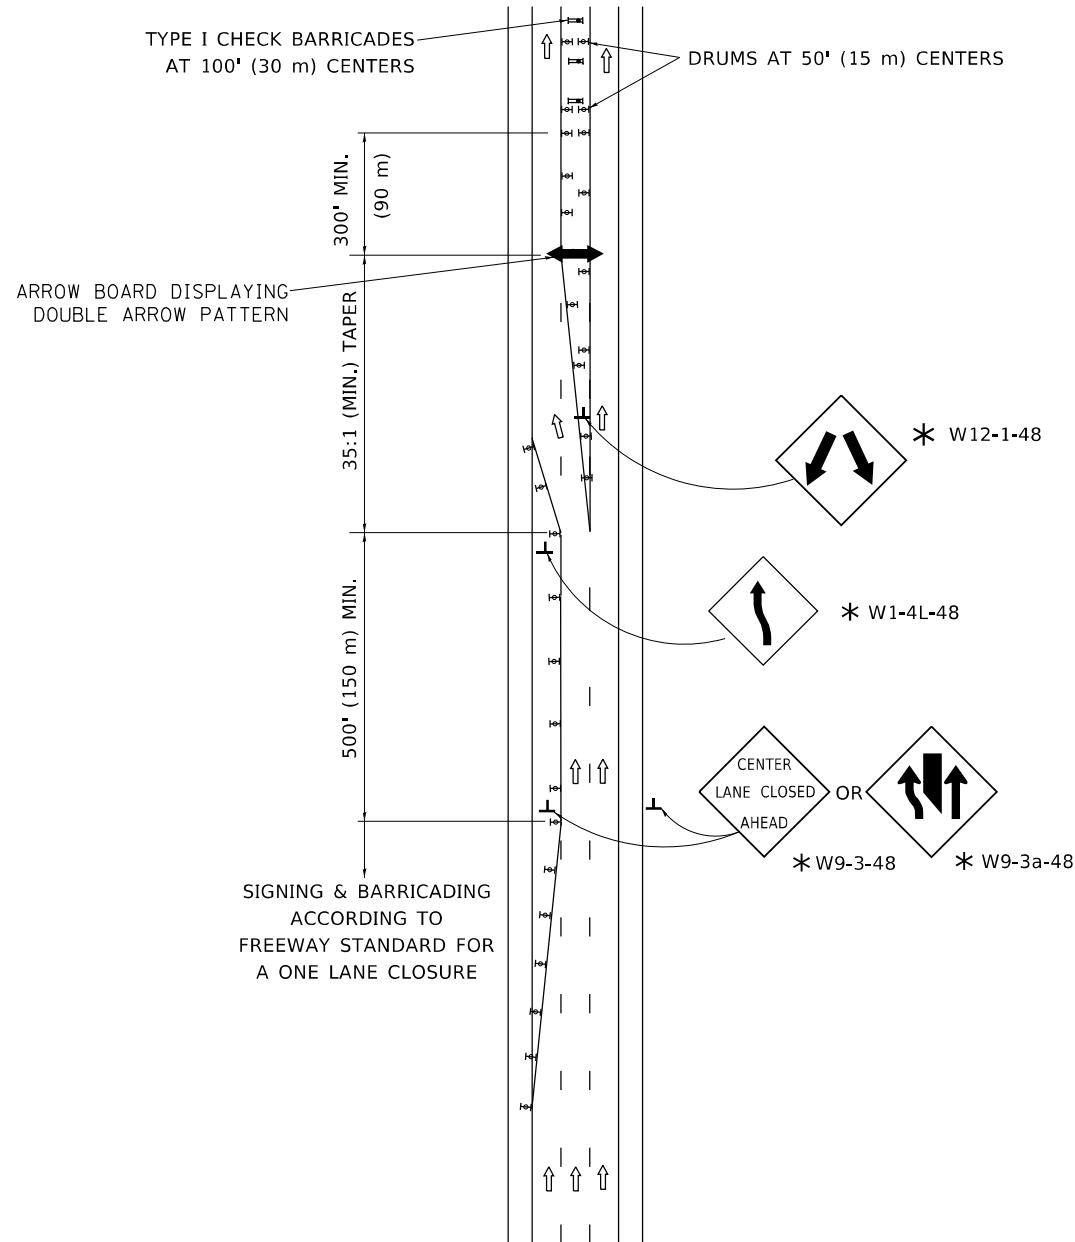 TYPE I CHECK BARRICADES
AT 100' (30 m) CENTERS
DRUMS AT 50' (15 m) CENTERS
300' MIN.
(90 m)
ARROW BOARD DISPLAYING
DOUBLE ARROW PATTERN
35:1 (MIN.) TAPER
* W12-1-48
* W1-4L-48
500' (150 m) MIN.
CENTER
LANE CLOSED
AHEAD
OR
* W9-3-48
* W9-3a-48
SIGNING & BARRICADING
ACCORDING TO
FREEWAY STANDARD FOR
A ONE LANE CLOSURE